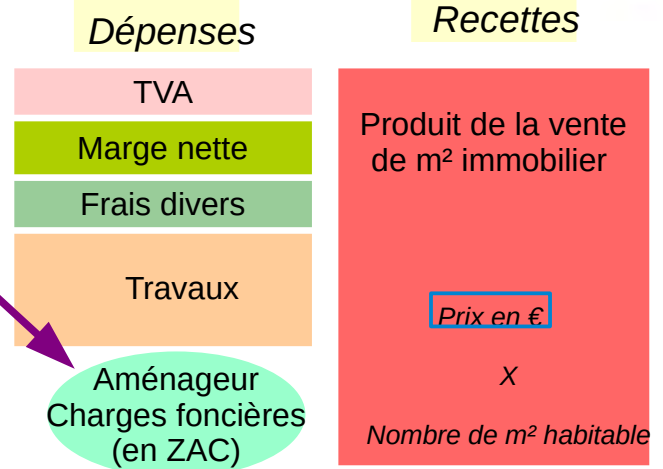 Dépenses
TVA
Marge nette
Frais divers
Travaux
Aménageur
Charges foncières
(en ZAC)
Recettes
Produit de la vente
de m² immobilier
Prix en €
X
Nombre de m² habitable